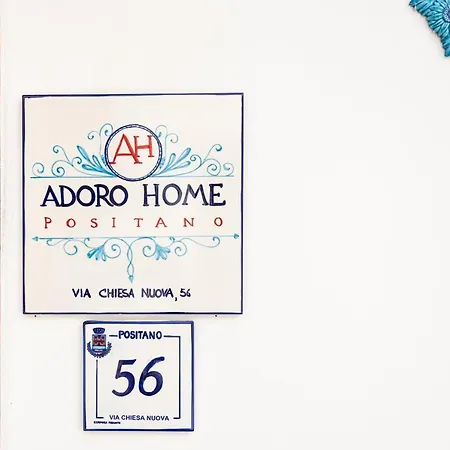 AH
ADORO HOME
POSITANO
VIA CHIESA NUOVA, 56
POSITANO
56
VIA CHIESA NUOVA